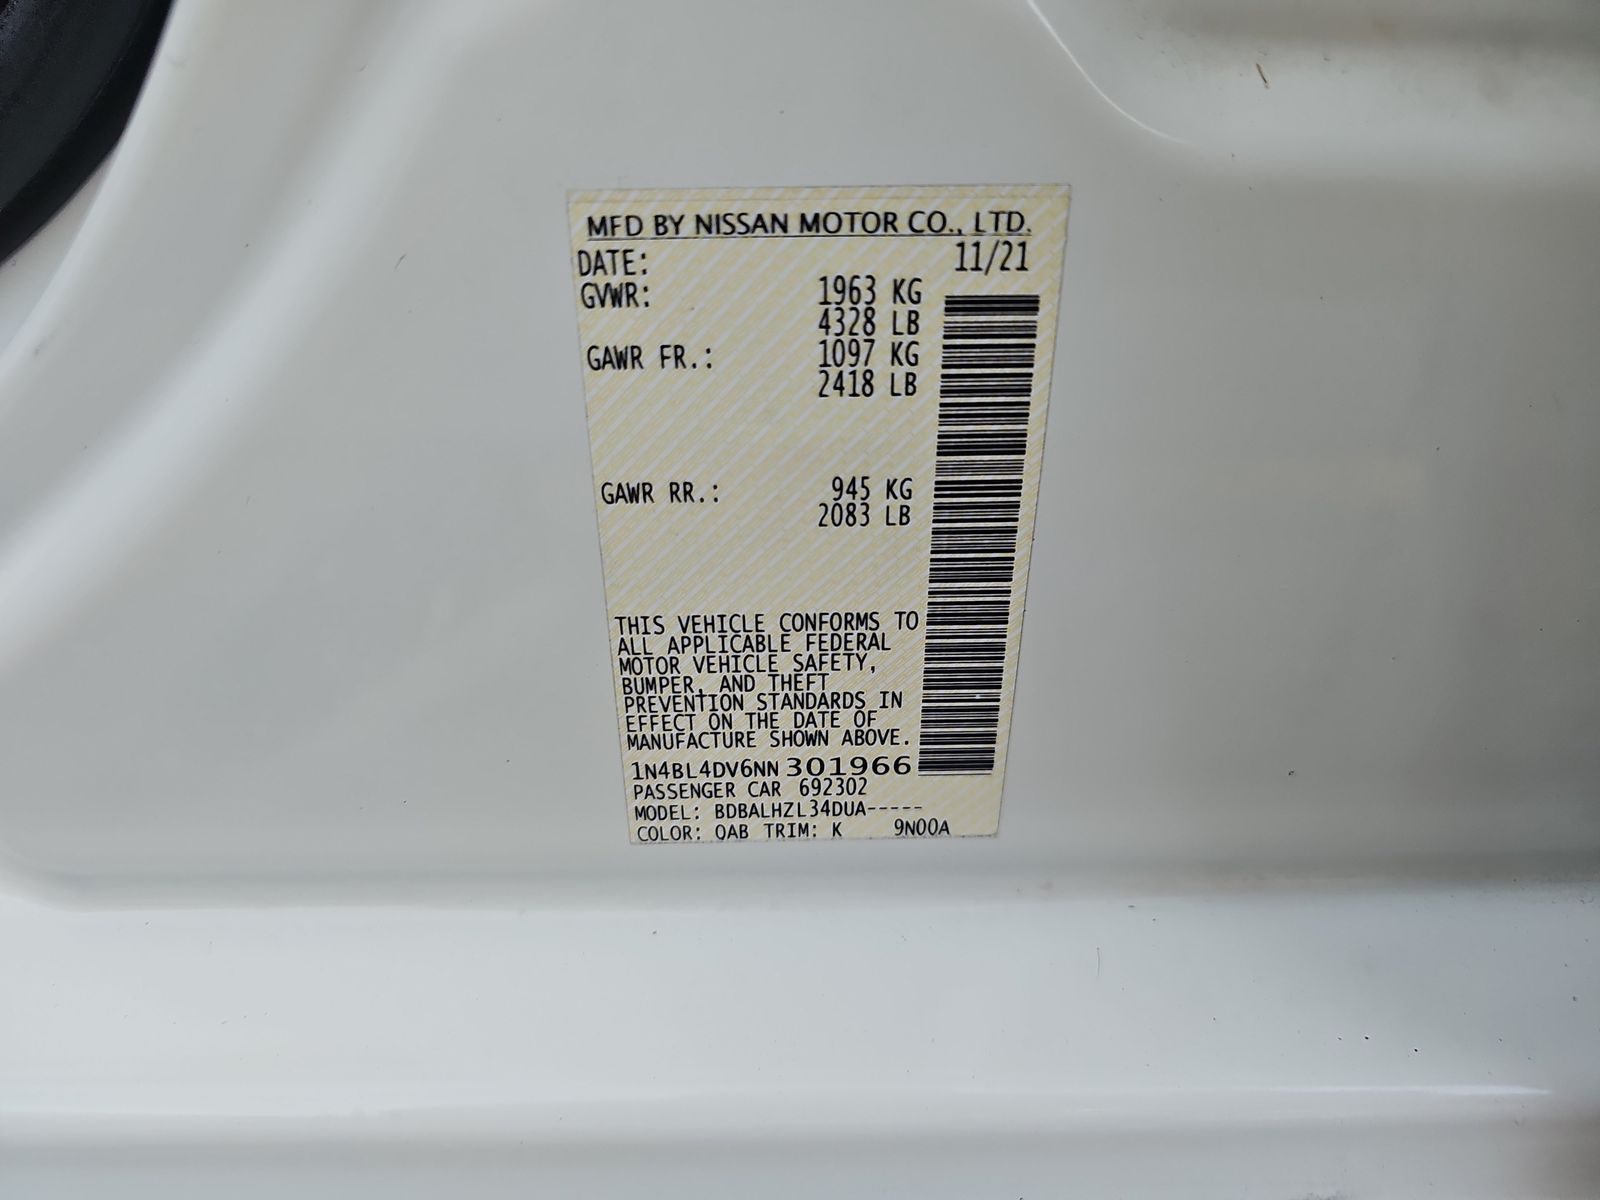 MFD BY NISSAN MOTOR CO., LTD.
DATE: 11/21
GVWR: 1963 KG
4328 LB
GAWR FR.: 1097 KG
2418 LB
GAWR RR.: 945 KG
2083 LB
THIS VEHICLE CONFORMS TO
ALL APPLICABLE FEDERAL
MOTOR VEHICLE SAFETY,
BUMPER, AND THEFT
PREVENTION STANDARDS IN
EFFECT ON THE DATE OF
MANUFACTURE SHOWN ABOVE.
1N4BL4DV6NN301966
PASSENGER CAR 692302
MODEL: BDBALHZL34DUA-----
COLOR: QAB TRIM: K 9N00A